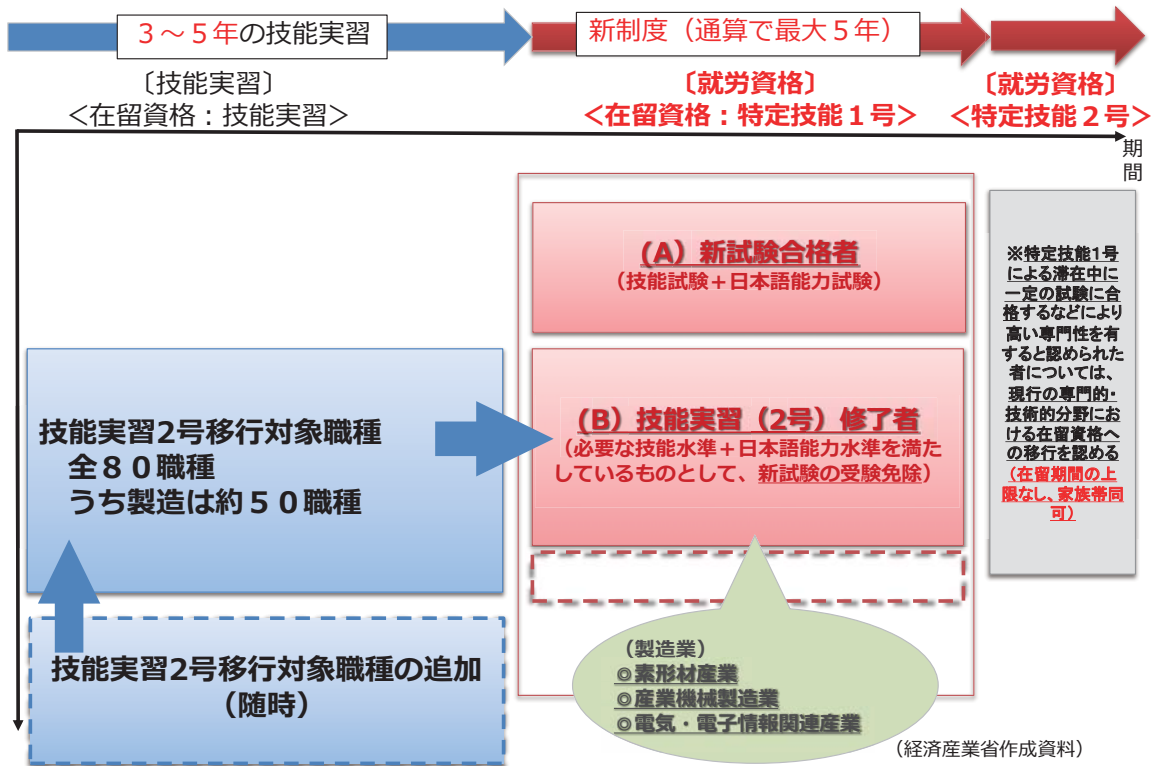 ３～５年の技能実習
新制度（通算で最大５年）
〔技能実習〕
＜在留資格：技能実習＞
〔就労資格〕
＜在留資格：特定技能１号＞
〔就労資格〕
＜特定技能２号＞
期
間
(A）新試験合格者
（技能試験＋日本語能力試験）
※特定技能1号
による滞在中に
一定の試験に合
格するなどにより
高い専門性を有
すると認められた
者については、
現行の専門的・
技術的分野にお
ける在留資格へ
の移行を認める
（在留期間の上
限なし、家族帯同
可）
技能実習2号移行対象職種
全８０職種
うち製造は約５０職種
(B）技能実習（2号）修了者
（必要な技能水準＋日本語能力水準を満た
しているものとして、新試験の受験免除）
技能実習2号移行対象職種の追加
（随時）
（製造業）
◎素形材産業
◎産業機械製造業
◎電気・電子情報関連産業
（経済産業省作成資料）